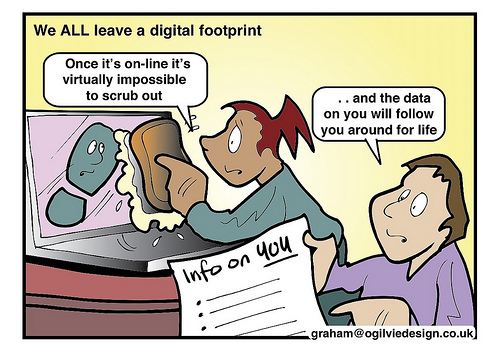 We ALL leave a digital footprint
Once it's on-line it's
virtually impossible
to scrub out
. . and the data
on you will follow
you around for life
Info on you
graham@ogilviedesign.co.uk